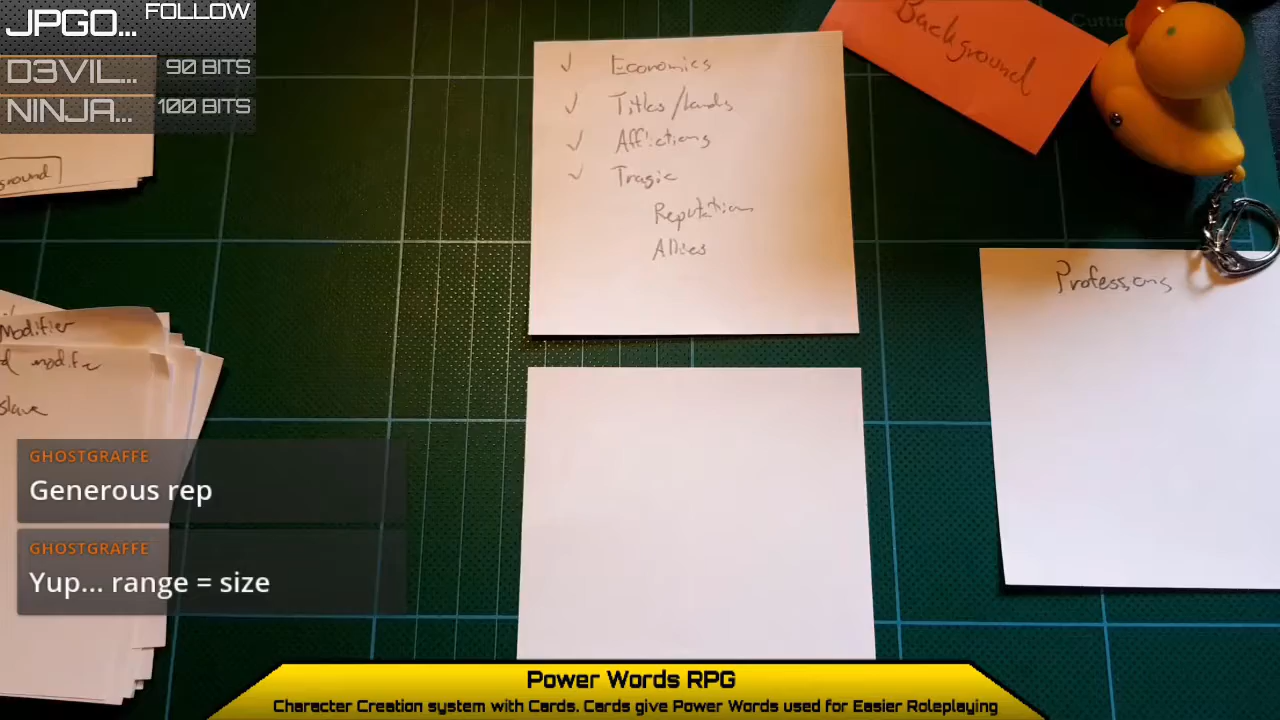 JPGO... FOLLOW
D3VIL... 90 BITS
NINJA... 100 BITS
Background
✓ Economics
✓ Titles/Lands
✓ Afflictions
✓ Tragic
Reputation
Allies
Professions
Modifier
slave
GHOSTGRAFFE
Generous rep
GHOSTGRAFFE
Yup... range = size
Power Words RPG
Character Creation system with Cards. Cards give Power Words used for Easier Roleplaying